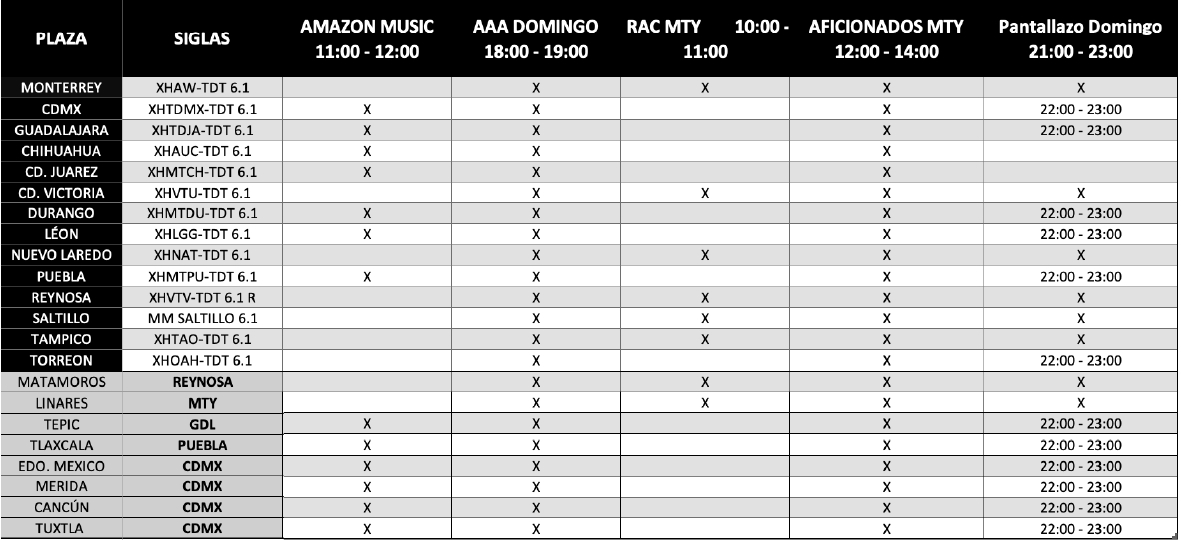 PLAZA SIGLAS AMAZON MUSIC 11:00 - 12:00 AAA DOMINGO 18:00 - 19:00 RAC MTY 10:00 - 11:00 AFICIONADOS MTY 12:00 - 14:00 Pantallazo Domingo 21:00 - 23:00
MONTERREY XHAW-TDT 6.1 X X X X
CDMX XHTDMX-TDT 6.1 X X X 22:00 - 23:00
GUADALAJARA XHTDJA-TDT 6.1 X X X 22:00 - 23:00
CHIHUAHUA XHAUC-TDT 6.1 X X X
CD. JUAREZ XHMTCH-TDT 6.1 X X X
CD. VICTORIA XHVTU-TDT 6.1 X X X X
DURANGO XHMTDU-TDT 6.1 X X X 22:00 - 23:00
LÉON XHLGG-TDT 6.1 X X X 22:00 - 23:00
NUEVO LAREDO XHNAT-TDT 6.1 X X X X
PUEBLA XHMTPU-TDT 6.1 X X X 22:00 - 23:00
REYNOSA XHVTV-TDT 6.1 R X X X X
SALTILLO MM SALTILLO 6.1 X X X X
TAMPICO XHTAO-TDT 6.1 X X X X
TORREON XHOAH-TDT 6.1 X X 22:00 - 23:00
MATAMOROS REYNOSA X X X X
LINARES MTY X X X X
TEPIC GDL X X X 22:00 - 23:00
TLAXCALA PUEBLA X X X 22:00 - 23:00
EDO. MEXICO CDMX X X X 22:00 - 23:00
MERIDA CDMX X X X 22:00 - 23:00
CANCÚN CDMX X X X 22:00 - 23:00
TUXTLA CDMX X X X 22:00 - 23:00